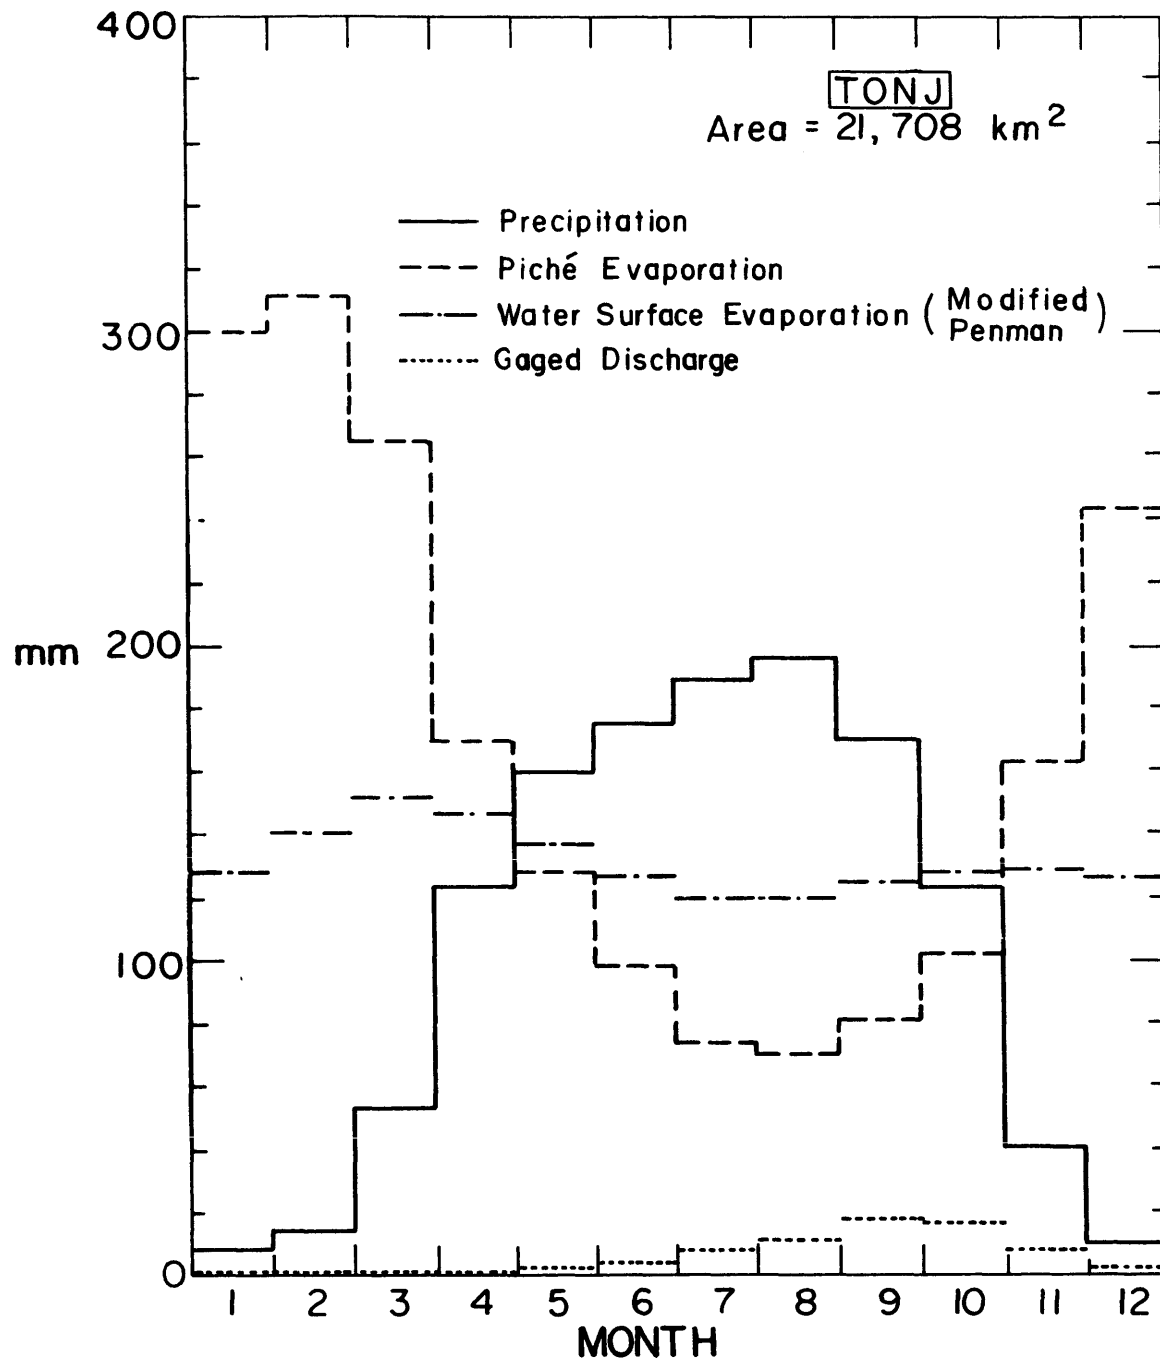 400
TONJ
Area = 21,708 km²
Precipitation
Piché Evaporation
Water Surface Evaporation (Modified Penman)
300
Gaged Discharge
mm 200
100
0
1 2 3 4 5 6 7 8 9 10 11 12
MONTH